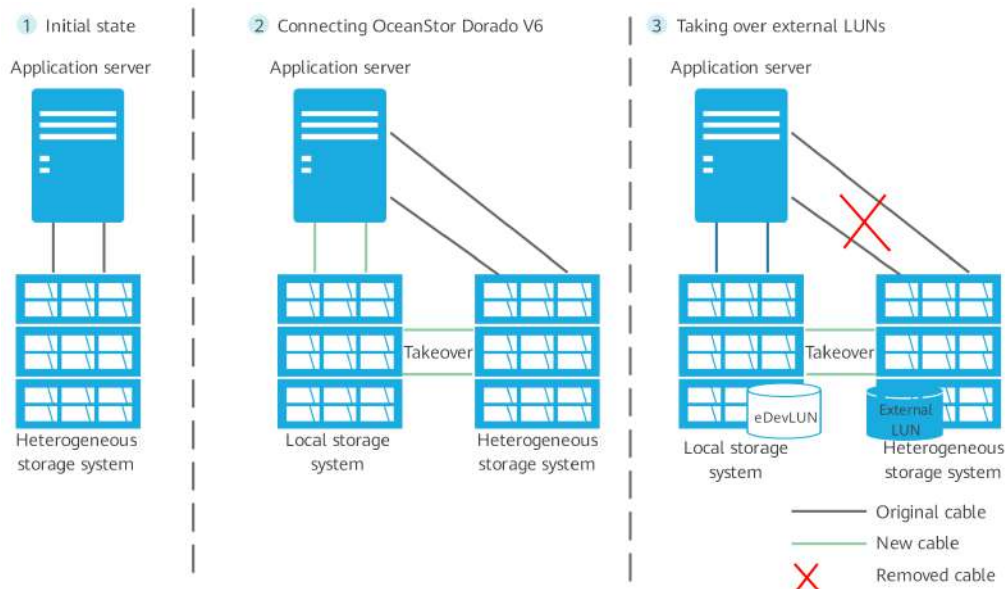 1 Initial state
Application server
Heterogeneous
storage system
2 Connecting OceanStor Dorado V6
Application server
Takeover
Local storage
system
Heterogeneous
storage system
3 Taking over external LUNs
Application server
Takeover
eDevLUN
External
LUN
Local storage
system
Heterogeneous
storage system
Original cable
New cable
Removed cable